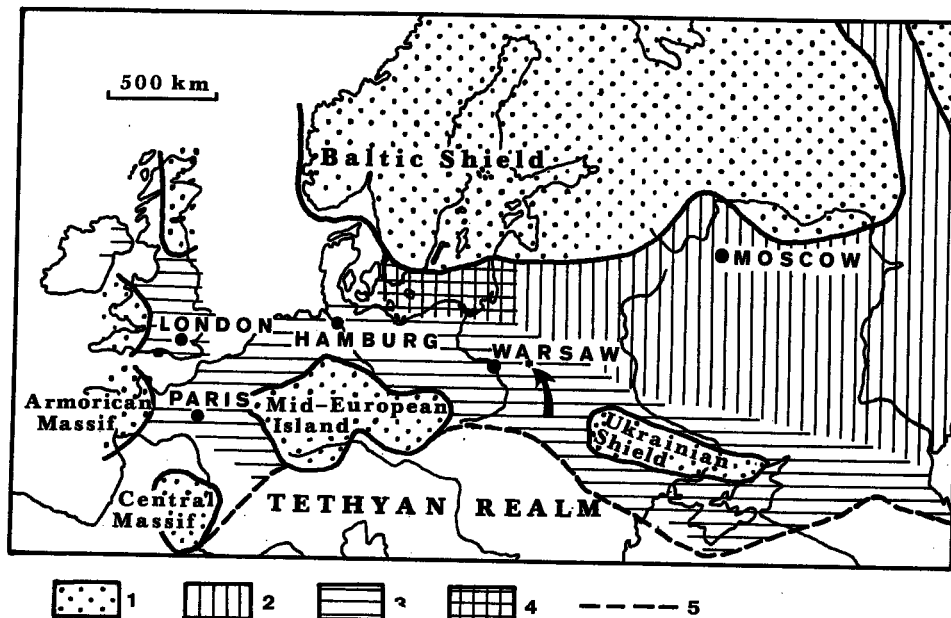 500 km
Baltic Shield
MOSCOW
LONDON
HAMBURG
WARSAW
Armorican
Massif
PARIS
Mid-European
Island
Ukrainian
Shield
Central
Massif
TETHYAN REALM
1 2 3 4 5